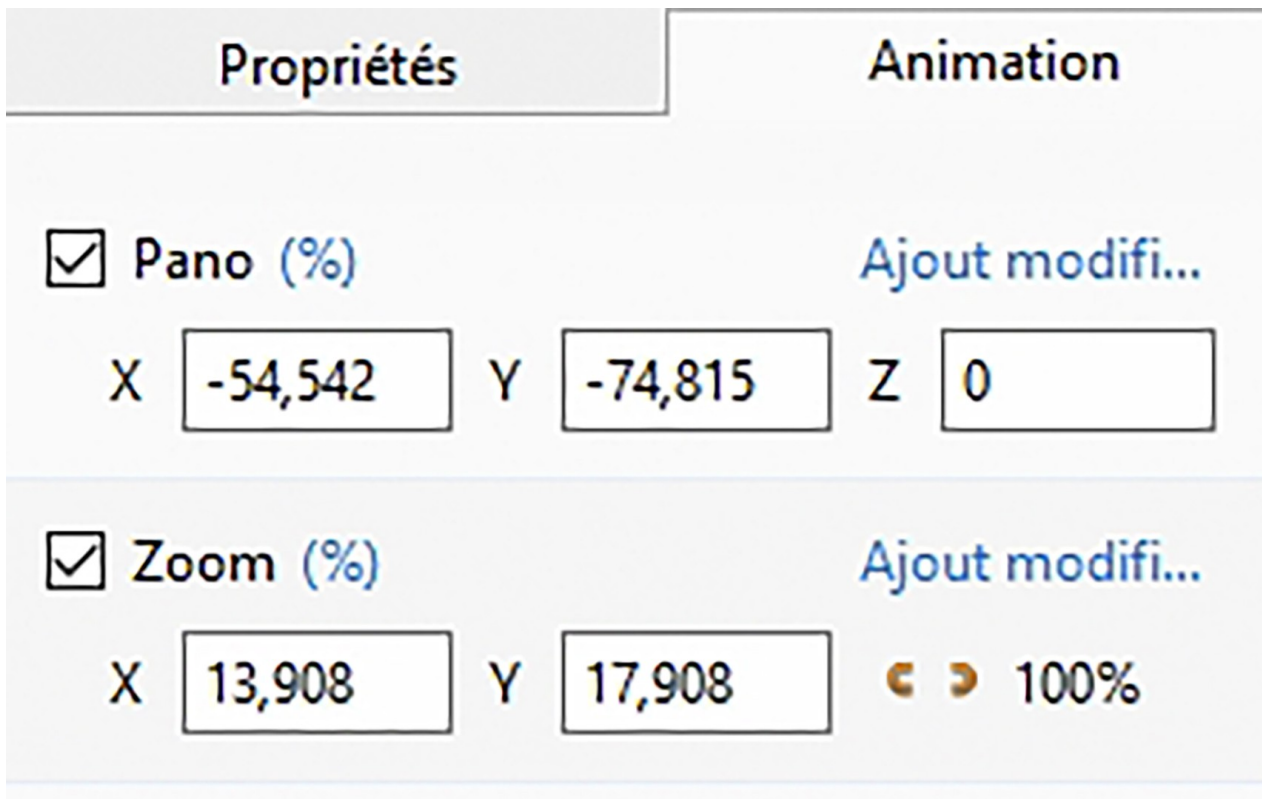 Propriétés Animation
Pano (%) Ajout modifi...
X -54,542 Y -74,815 Z 0
Zoom (%) Ajout modifi...
X 13,908 Y 17,908 100%